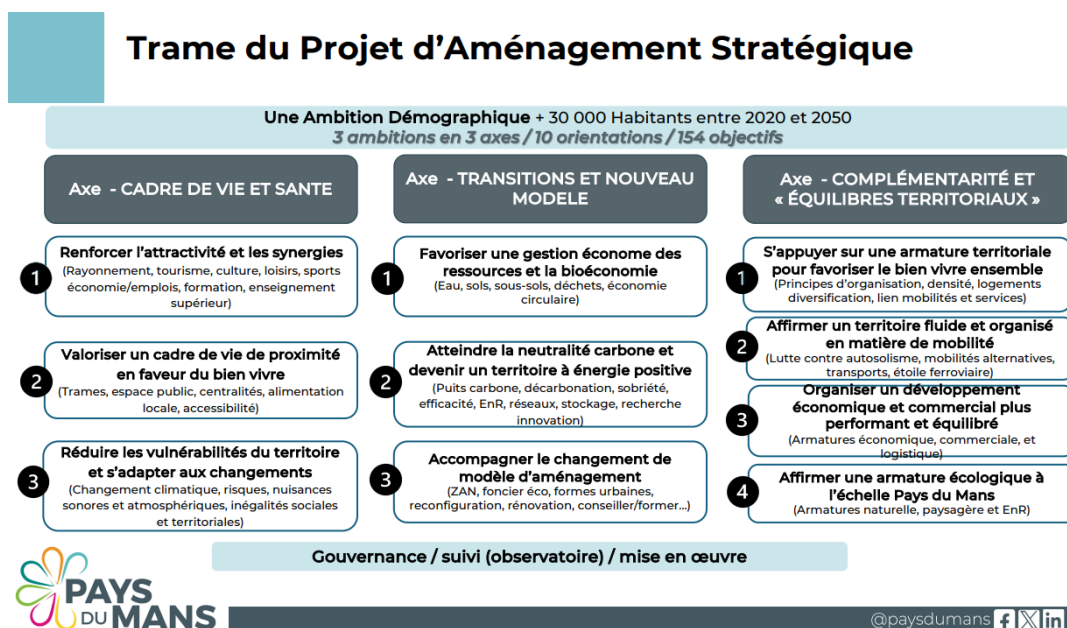 Trame du Projet d’Aménagement Stratégique
Une Ambition Démographique + 30 000 Habitants entre 2020 et 2050
3 ambitions en 3 axes / 10 orientations / 154 objectifs
Axe - CADRE DE VIE ET SANTE
1
Renforcer l’attractivité et les synergies
(Rayonnement, tourisme, culture, loisirs, sports
économie/emplois, formation, enseignement
supérieur)
2
Valoriser un cadre de vie de proximité
en faveur du bien vivre
(Trames, espace public, centralités, alimentation
locale, accessibilité)
3
Réduire les vulnérabilités du territoire
et s’adapter aux changements
(Changement climatique, risques, nuisances
sonores et atmosphériques, inégalités sociales
et territoriales)
Axe - TRANSITIONS ET NOUVEAU
MODELE
1
Favoriser une gestion économe des
ressources et la bioéconomie
(Eau, sols, sous-sols, déchets, économie
circulaire)
2
Atteindre la neutralité carbone et
devenir un territoire à énergie positive
(Puits carbone, décarbonation, sobriété,
efficacité, EnR, réseaux, stockage, recherche
innovation)
3
Accompagner le changement de
modèle d’aménagement
(ZAN, foncier éco, formes urbaines,
reconfiguration, rénovation, conseiller/former...)
Axe - COMPLÉMENTARITÉ ET
« ÉQUILIBRES TERRITORIAUX »
1
S’appuyer sur une armature territoriale
pour favoriser le bien vivre ensemble
(Principes d’organisation, densité, logements
diversification, lien mobilités et services)
2
Affirmer un territoire fluide et organisé
en matière de mobilité
(Lutte contre autosolisme, mobilités alternatives,
transports, étoile ferroviaire)
3
Organiser un développement
économique et commercial plus
performant et équilibré
(Armatures économique, commerciale, et
logistique)
4
Affirmer une armature écologique à
l’échelle Pays du Mans
(Armatures naturelle, paysagère et EnR)
Gouvernance / suivi (observatoire) / mise en œuvre
PAYS
DU MANS
@paysdumans f X in